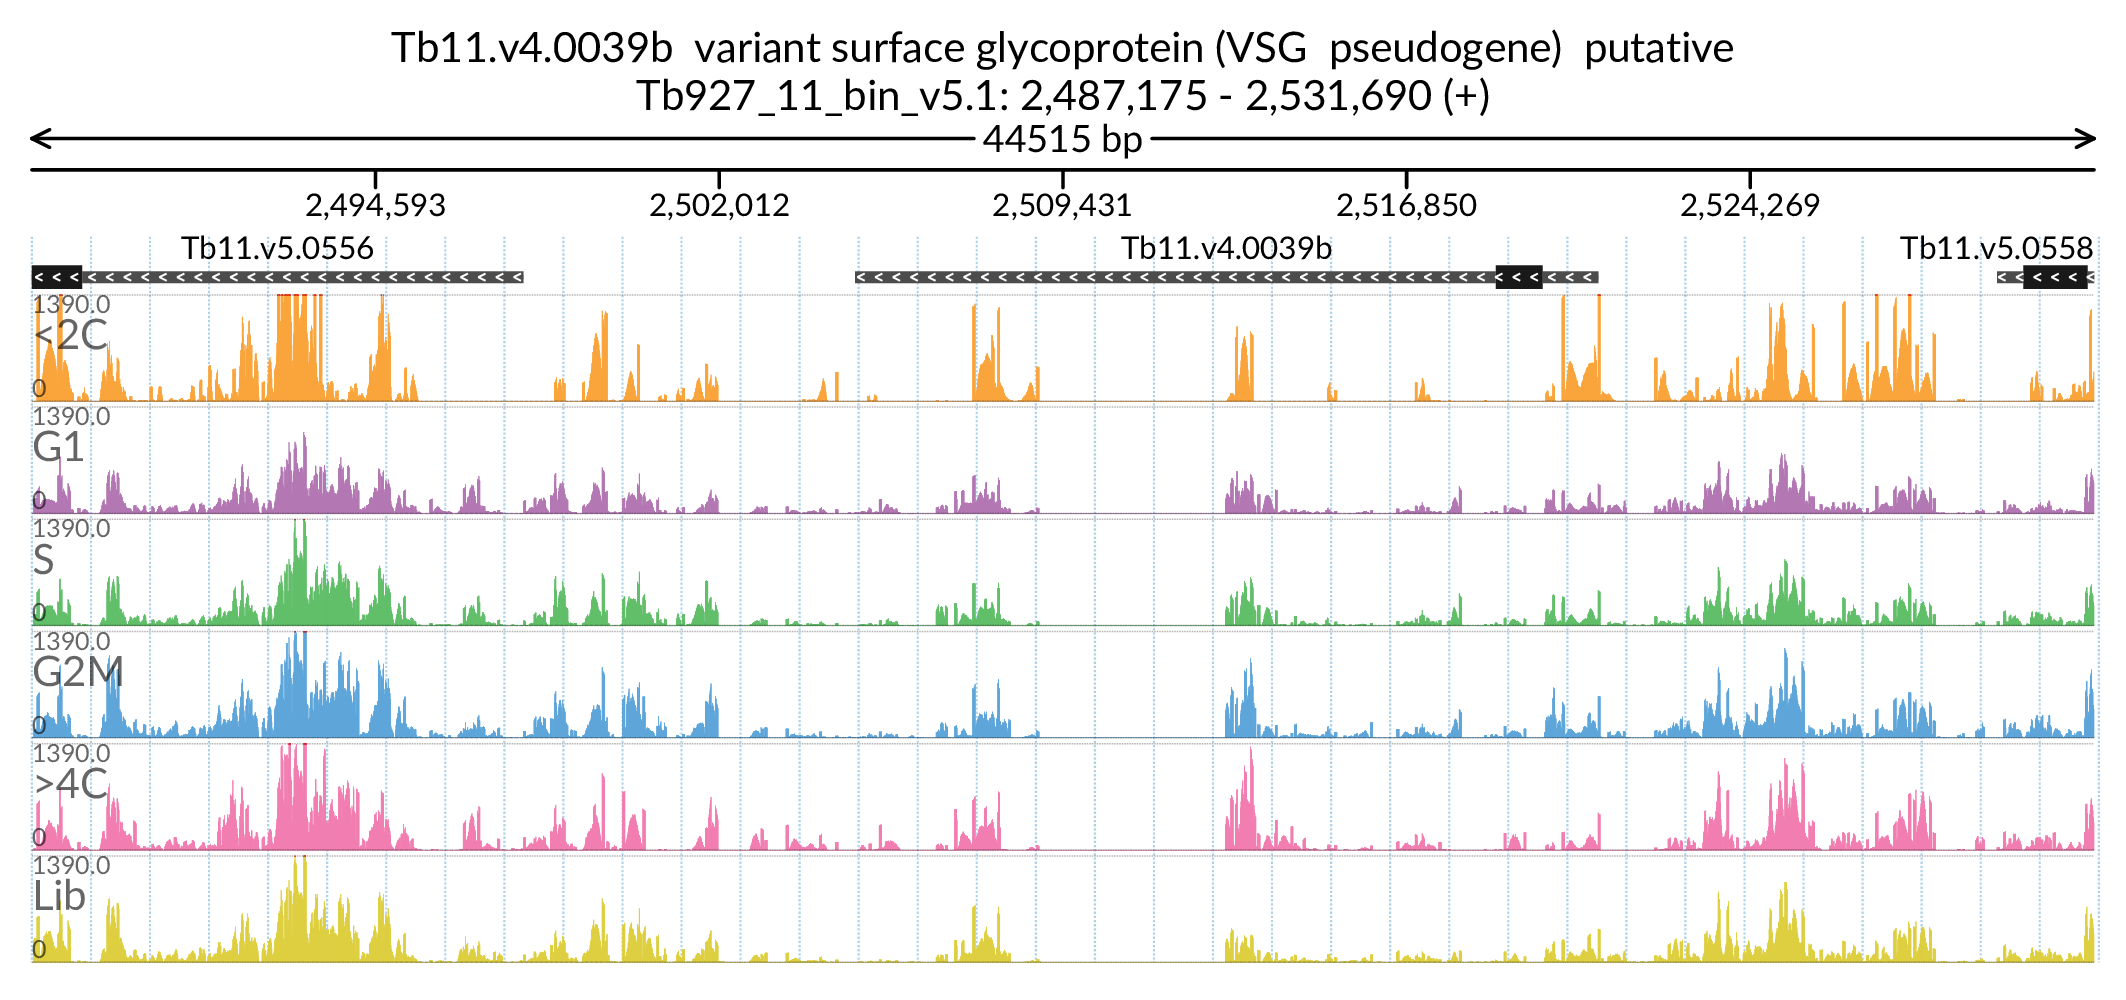 Tb11.v4.0039b variant surface glycoprotein (VSG pseudogene) putative
Tb927_11_bin_v5.1: 2,487,175 - 2,531,690 (+)
44515 bp
2,494,593 2,502,012 2,509,431 2,516,850 2,524,269
Tb11.v5.0556 Tb11.v4.0039b Tb11.v5.0558
1390.0
<2C
0
1390.0
G1
0
1390.0
S
0
1390.0
G2M
0
1390.0
>4C
0
1390.0
Lib
0